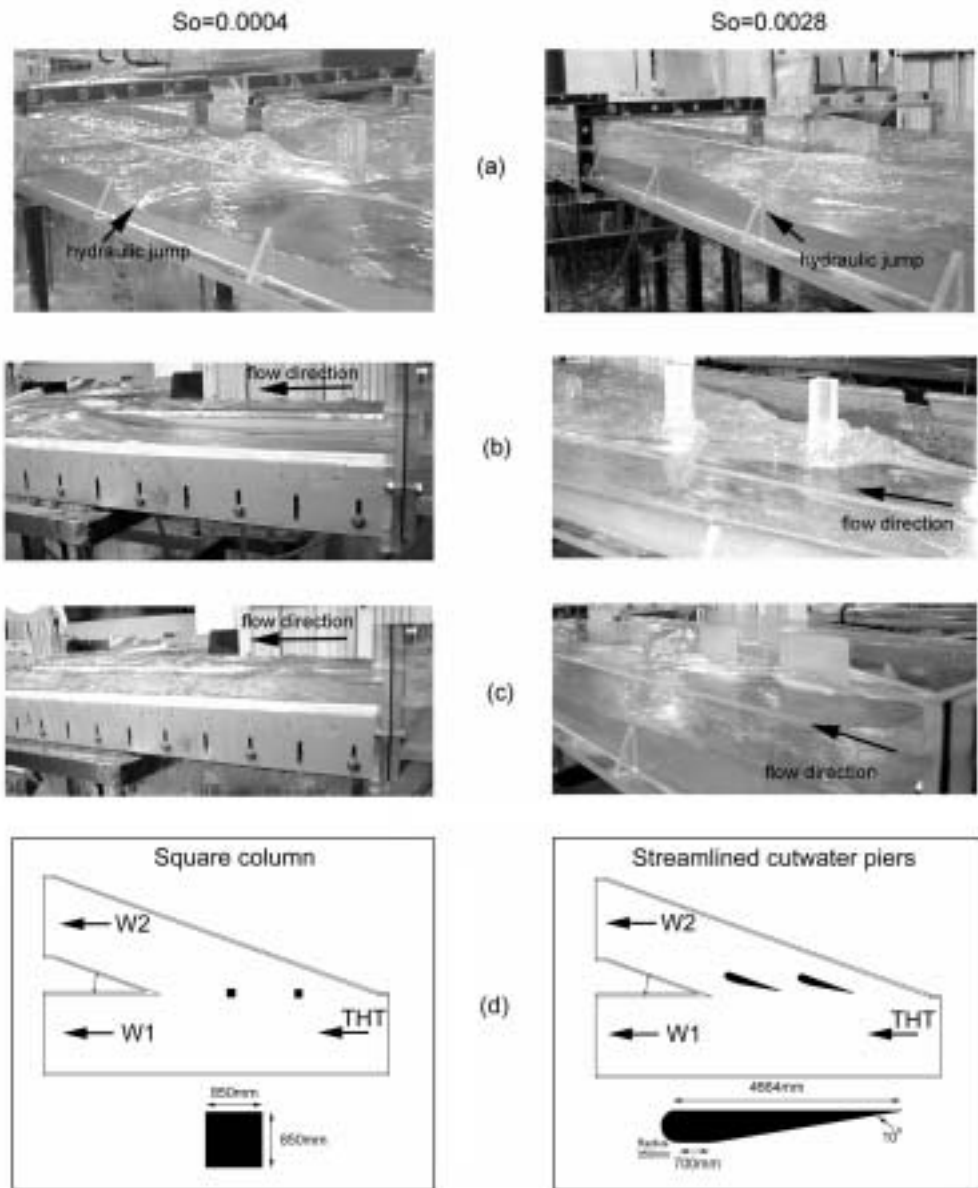 So=0.0004
So=0.0028
(a)
hydraulic jump
hydraulic jump
(b)
flow direction
flow direction
(c)
flow direction
flow direction
(d)
Square column
W2
W1
THT
650mm
Streamlined cutwater piers
W2
W1
THT
4664mm
10°
Radius
700mm